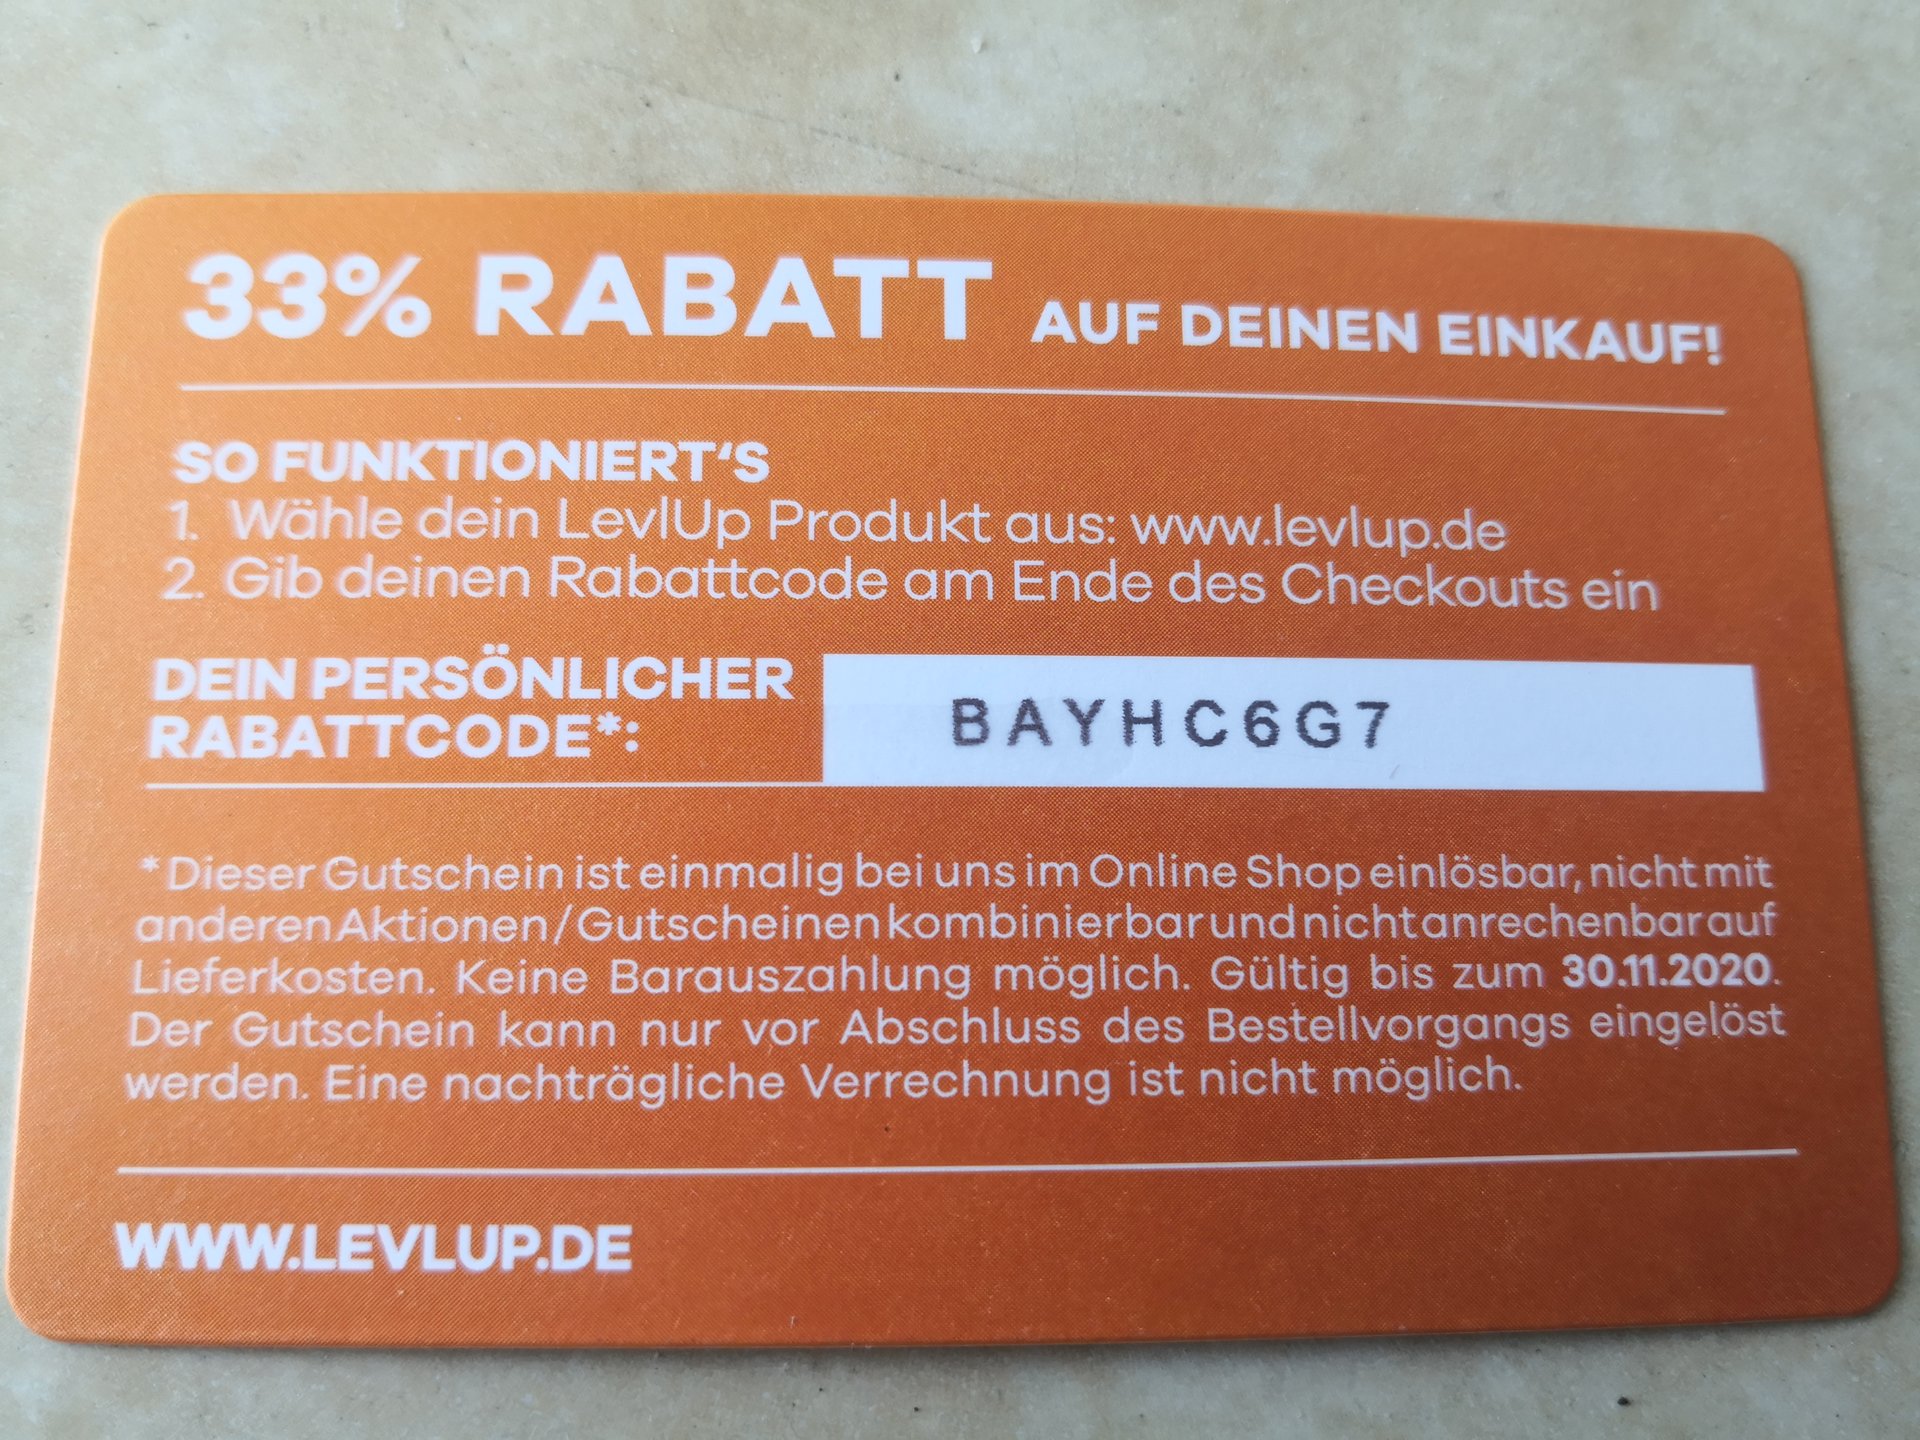 33% RABATT AUF DEINEN EINKAUF!
SO FUNKTIONIERT'S
1. Wähle dein LevlUp Produkt aus: www.levlup.de
2. Gib deinen Rabattcode am Ende des Checkouts ein
DEIN PERSÖNLICHER
RABATTCODE*:
BAYHC6G7
* Dieser Gutschein ist einmalig bei uns im Online Shop einlösbar, nicht mit
anderen Aktionen / Gutscheinen kombinierbar und nicht anrechenbar auf
Lieferkosten. Keine Barauszahlung möglich. Gültig bis zum 30.11.2020.
Der Gutschein kann nur vor Abschluss des Bestellvorgangs eingelöst
werden. Eine nachträgliche Verrechnung ist nicht möglich.
WWW.LEVLUP.DE